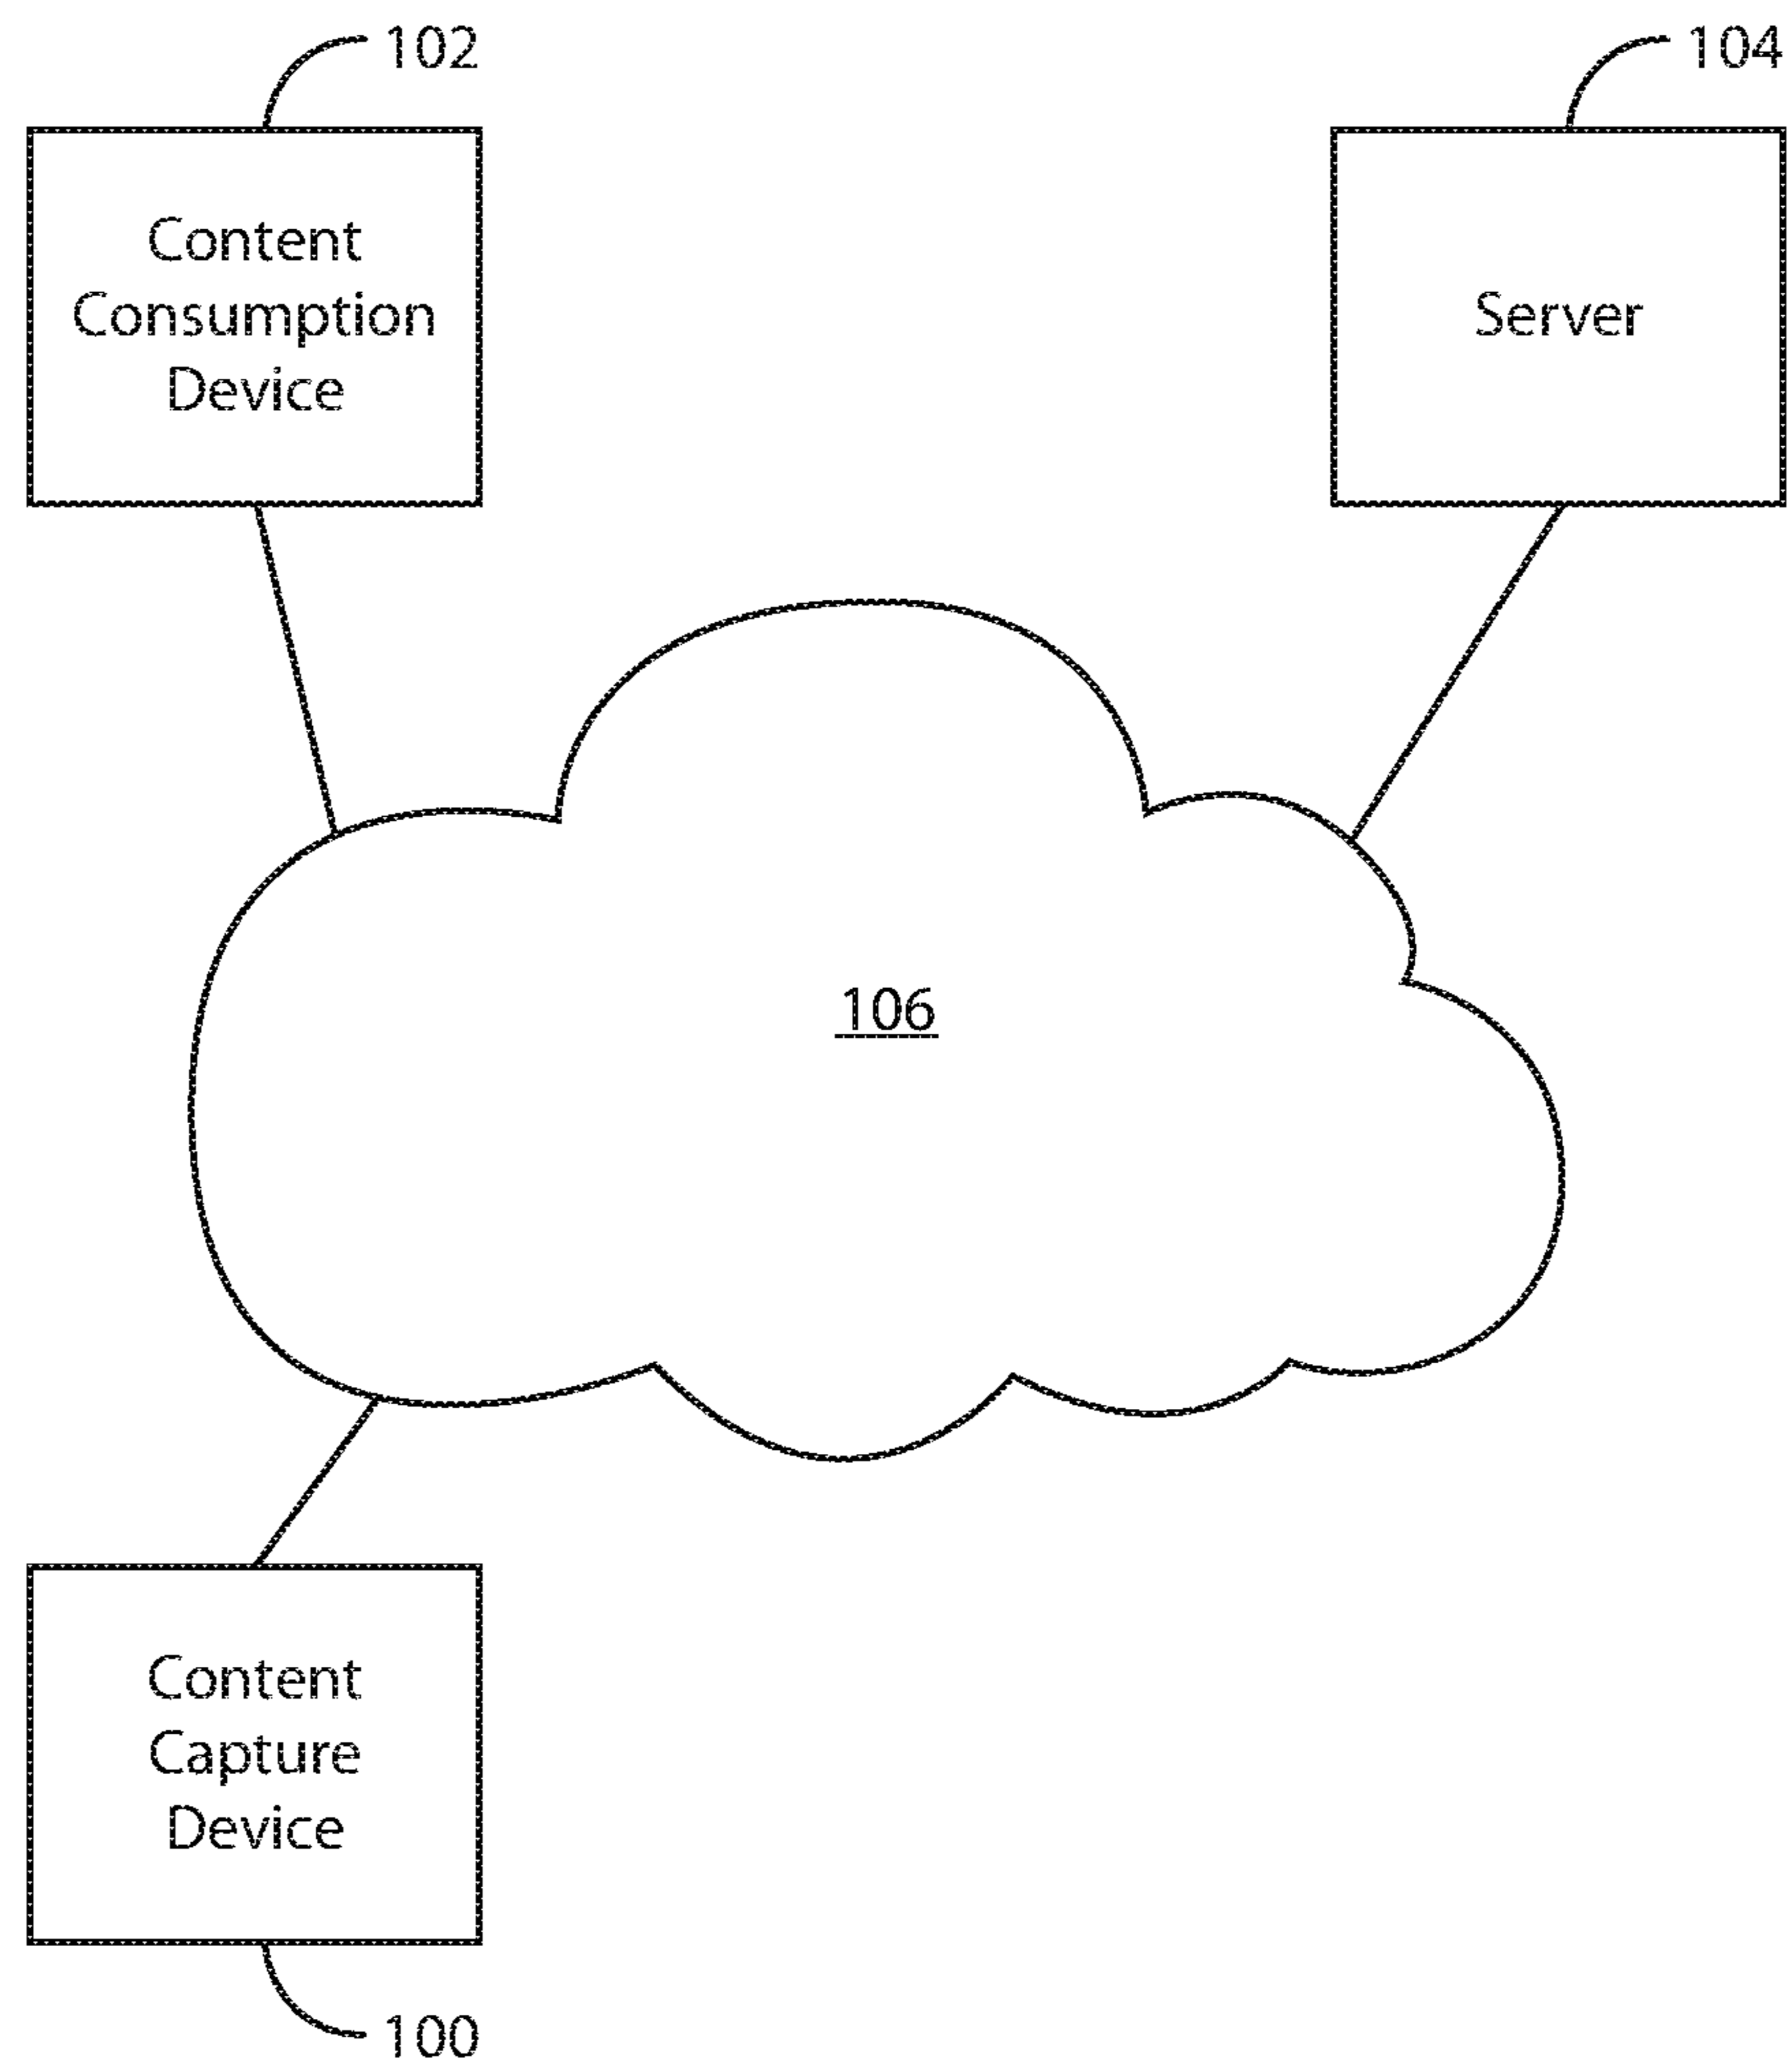 102
104
Content
Consumption
Device
Server
106
Content
Capture
Device
100